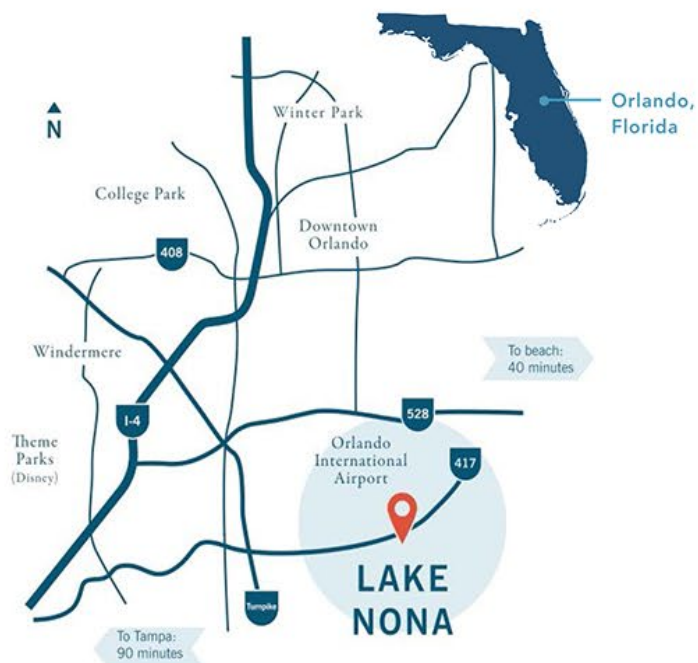 Orlando,
Florida
N
Winter Park
College Park
Downtown
Orlando
408
Windermere
To beach:
40 minutes
I-4
528
Theme
Parks
(Disney)
Orlando
International
Airport
417
LAKE
NONA
Turnpike
To Tampa:
90 minutes